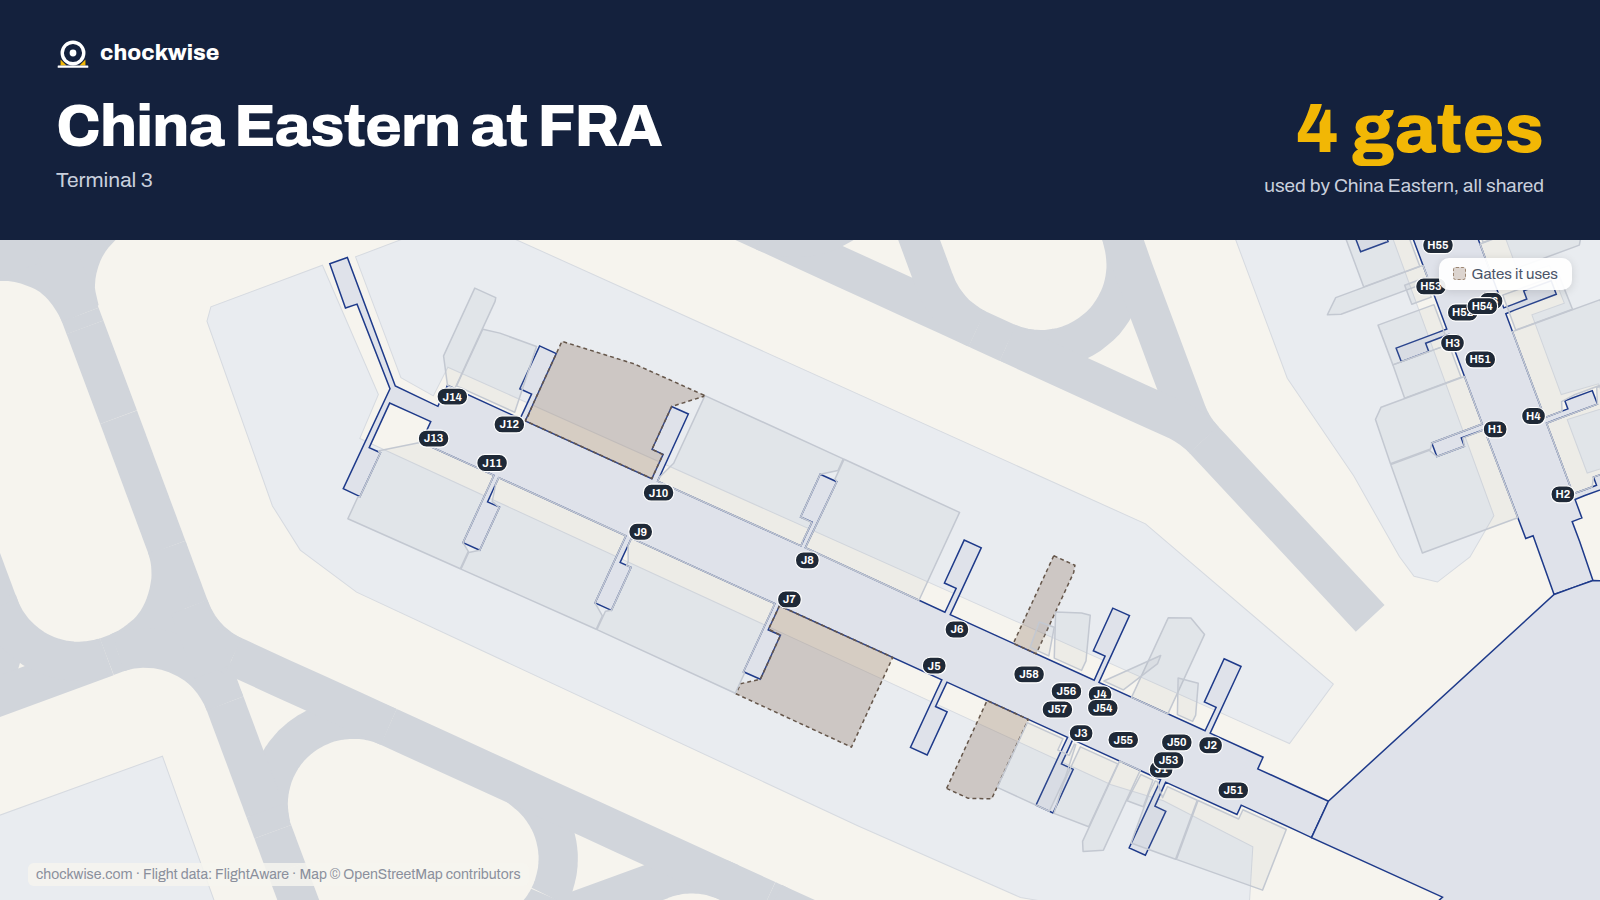 chockwise
China Eastern at FRA
Terminal 3
4 gates
used by China Eastern, all shared
Gates it uses
H55
H53
H54
H3
H51
H4
H1
H2
J14
J12
J13
J11
J10
J9
J8
J7
J6
J5
J58
J56
J4
J57
J54
J3
J55
J50
J2
J53
J1
J51
chockwise.com · Flight data: FlightAware · Map © OpenStreetMap contributors